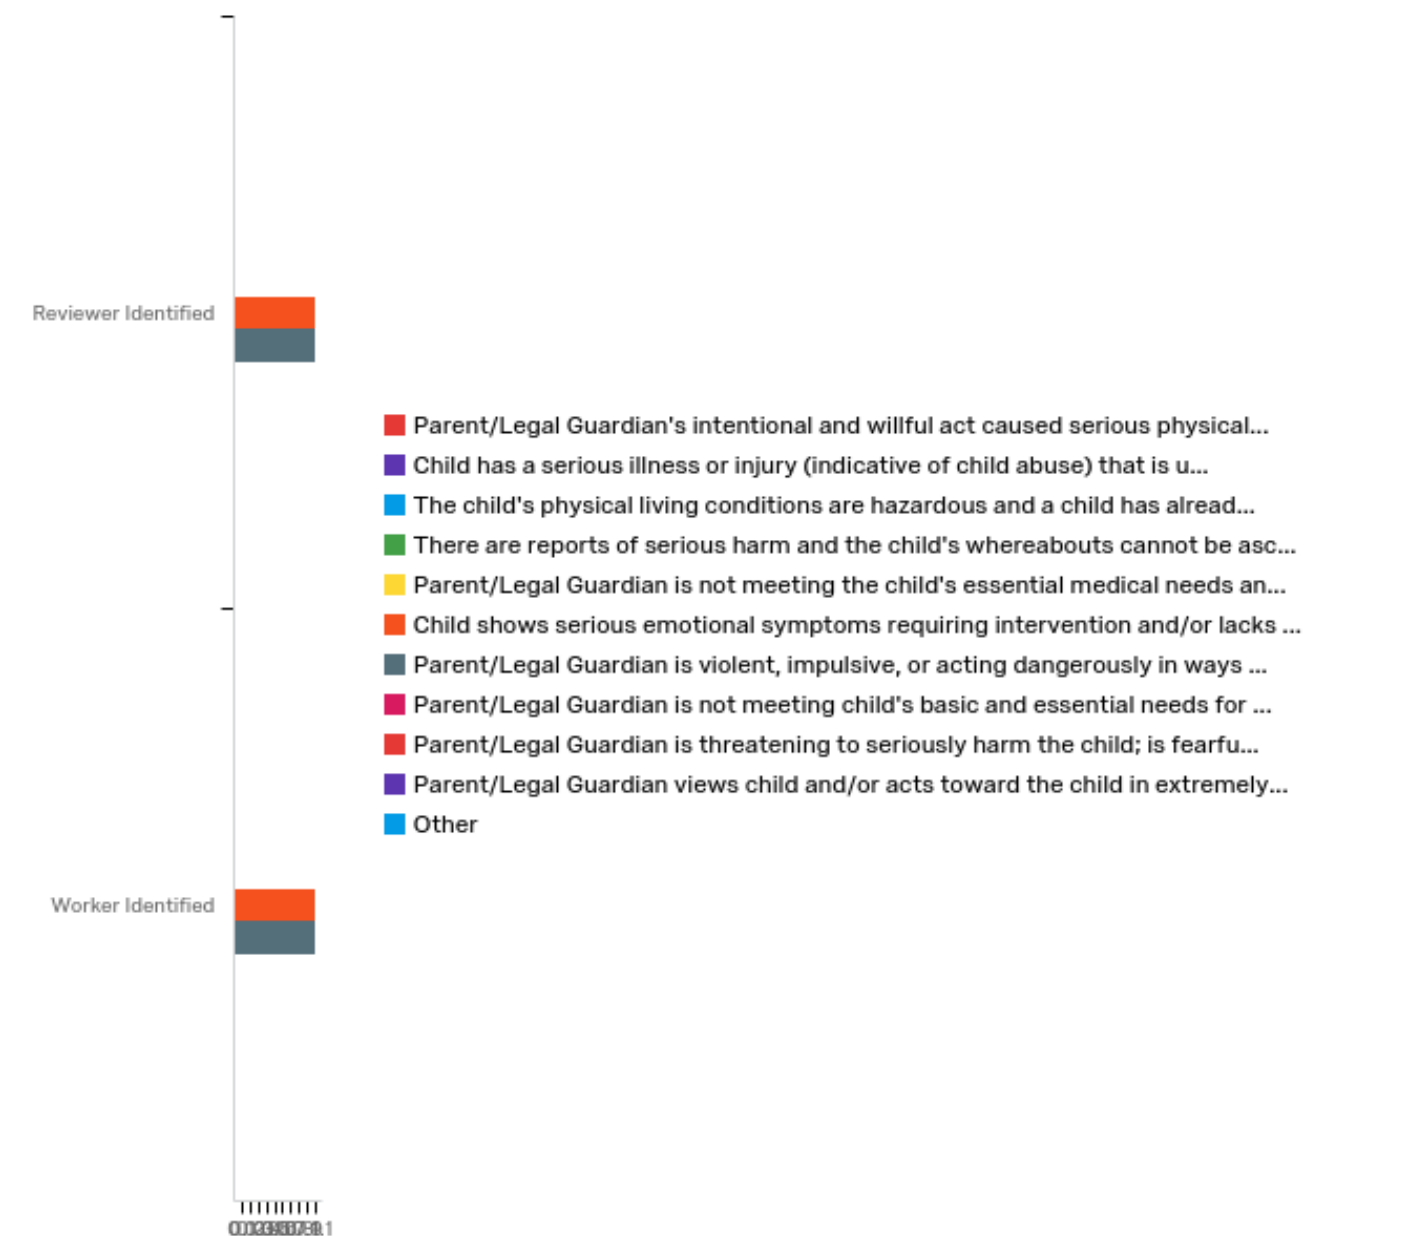 Reviewer Identified
Parent/Legal Guardian's intentional and willful act caused serious physical...
Child has a serious illness or injury (indicative of child abuse) that is u...
The child's physical living conditions are hazardous and a child has alread...
There are reports of serious harm and the child's whereabouts cannot be asc...
Parent/Legal Guardian is not meeting the child's essential medical needs an...
Child shows serious emotional symptoms requiring intervention and/or lacks ...
Parent/Legal Guardian is violent, impulsive, or acting dangerously in ways ...
Parent/Legal Guardian is not meeting child's basic and essential needs for ...
Parent/Legal Guardian is threatening to seriously harm the child; is fearfu...
Parent/Legal Guardian views child and/or acts toward the child in extremely...
Other
Worker Identified